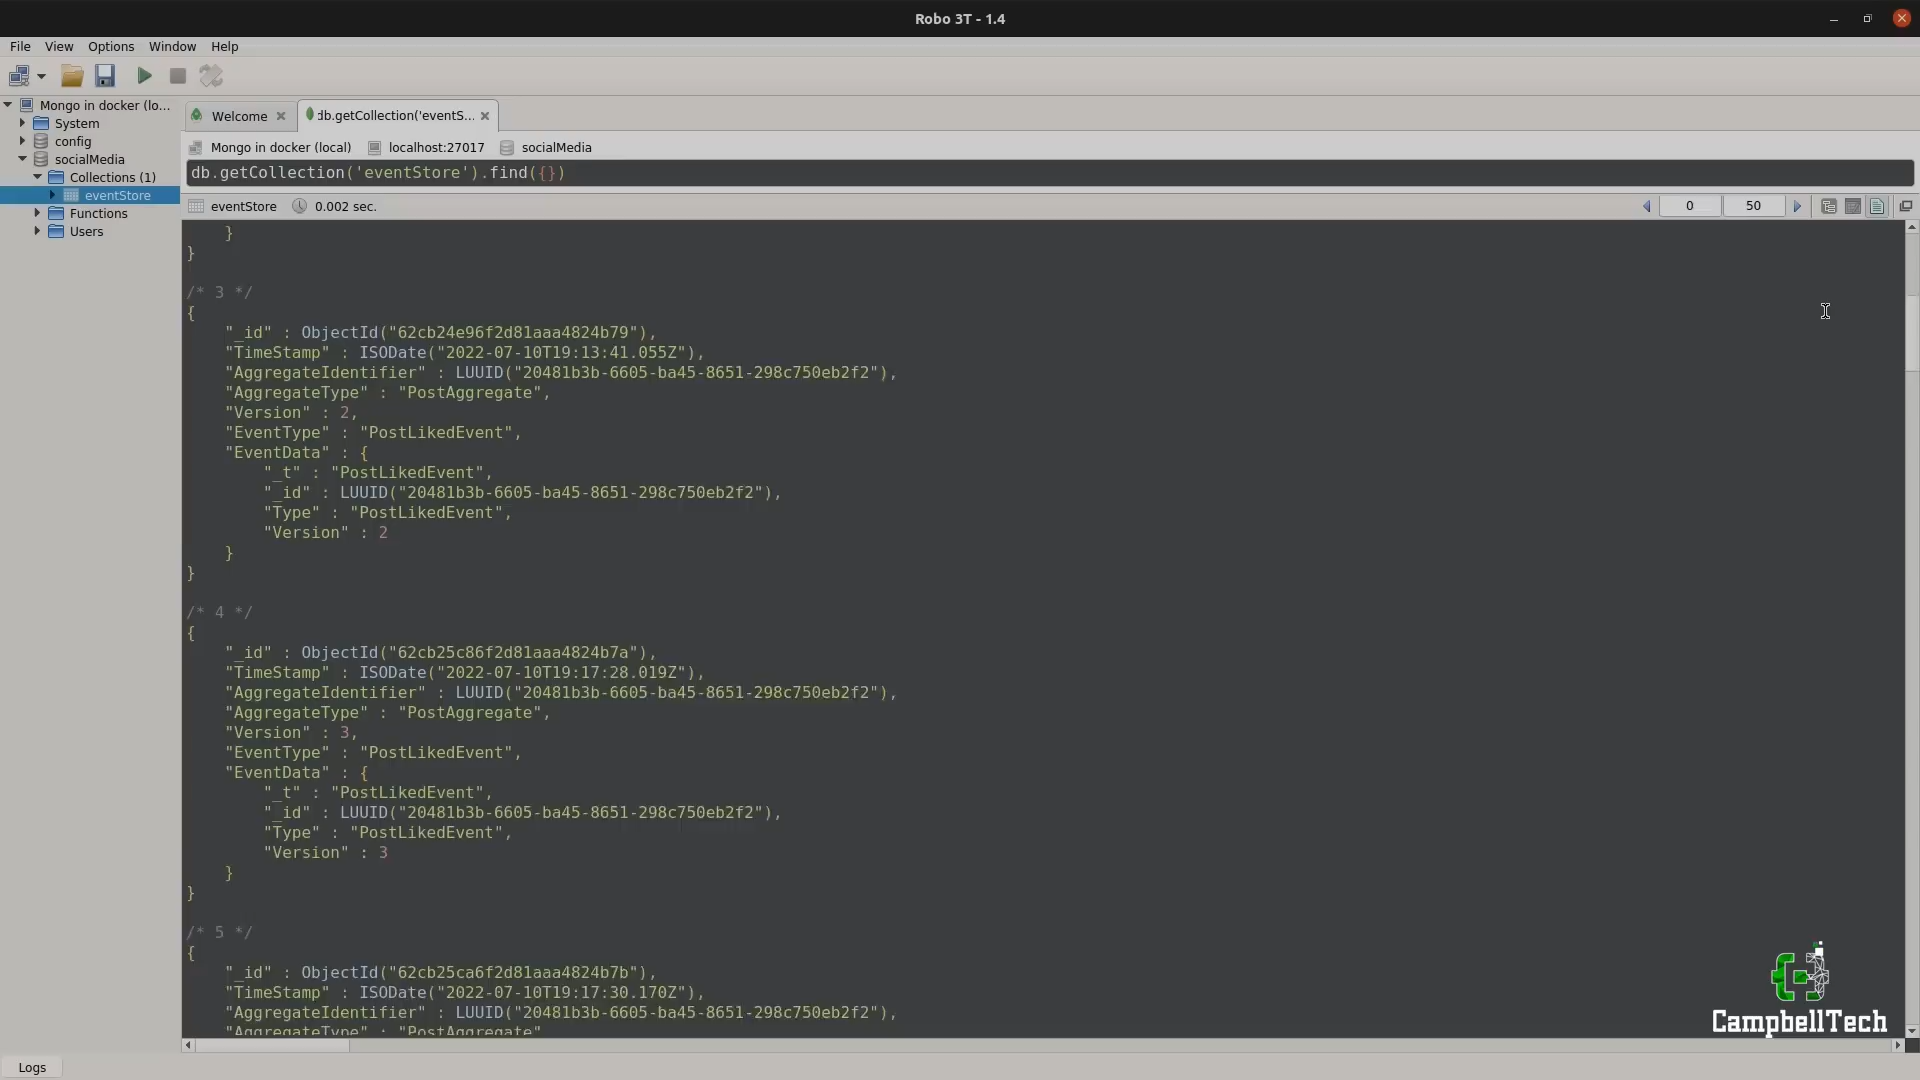 Robo 3T - 1.4
File View Options Window Help
Mongo in docker (lo...
System
config
socialMedia
Collections (1)
eventStore
Functions
Users
Welcome
db.getCollection('eventS...
Mongo in docker (local) localhost:27017 socialMedia
db.getCollection('eventStore').find({})
eventStore 0.002 sec. 0 50
}
}
/* 3 */
{
"_id" : ObjectId("62cb24e96f2d81aaa4824b79"),
"TimeStamp" : ISODate("2022-07-10T19:13:41.055Z"),
"AggregateIdentifier" : LUUID("20481b3b-6605-ba45-8651-298c750eb2f2"),
"AggregateType" : "PostAggregate",
"Version" : 2,
"EventType" : "PostLikedEvent",
"EventData" : {
"_t" : "PostLikedEvent",
"_id" : LUUID("20481b3b-6605-ba45-8651-298c750eb2f2"),
"Type" : "PostLikedEvent",
"Version" : 2
}
}
/* 4 */
{
"_id" : ObjectId("62cb25c86f2d81aaa4824b7a"),
"TimeStamp" : ISODate("2022-07-10T19:17:28.019Z"),
"AggregateIdentifier" : LUUID("20481b3b-6605-ba45-8651-298c750eb2f2"),
"AggregateType" : "PostAggregate",
"Version" : 3,
"EventType" : "PostLikedEvent",
"EventData" : {
"_t" : "PostLikedEvent",
"_id" : LUUID("20481b3b-6605-ba45-8651-298c750eb2f2"),
"Type" : "PostLikedEvent",
"Version" : 3
}
}
/* 5 */
{
"_id" : ObjectId("62cb25ca6f2d81aaa4824b7b"),
"TimeStamp" : ISODate("2022-07-10T19:17:30.170Z"),
"AggregateIdentifier" : LUUID("20481b3b-6605-ba45-8651-298c750eb2f2"),
"AggregateType" : "PostAggregate"
CampbellTech
Logs